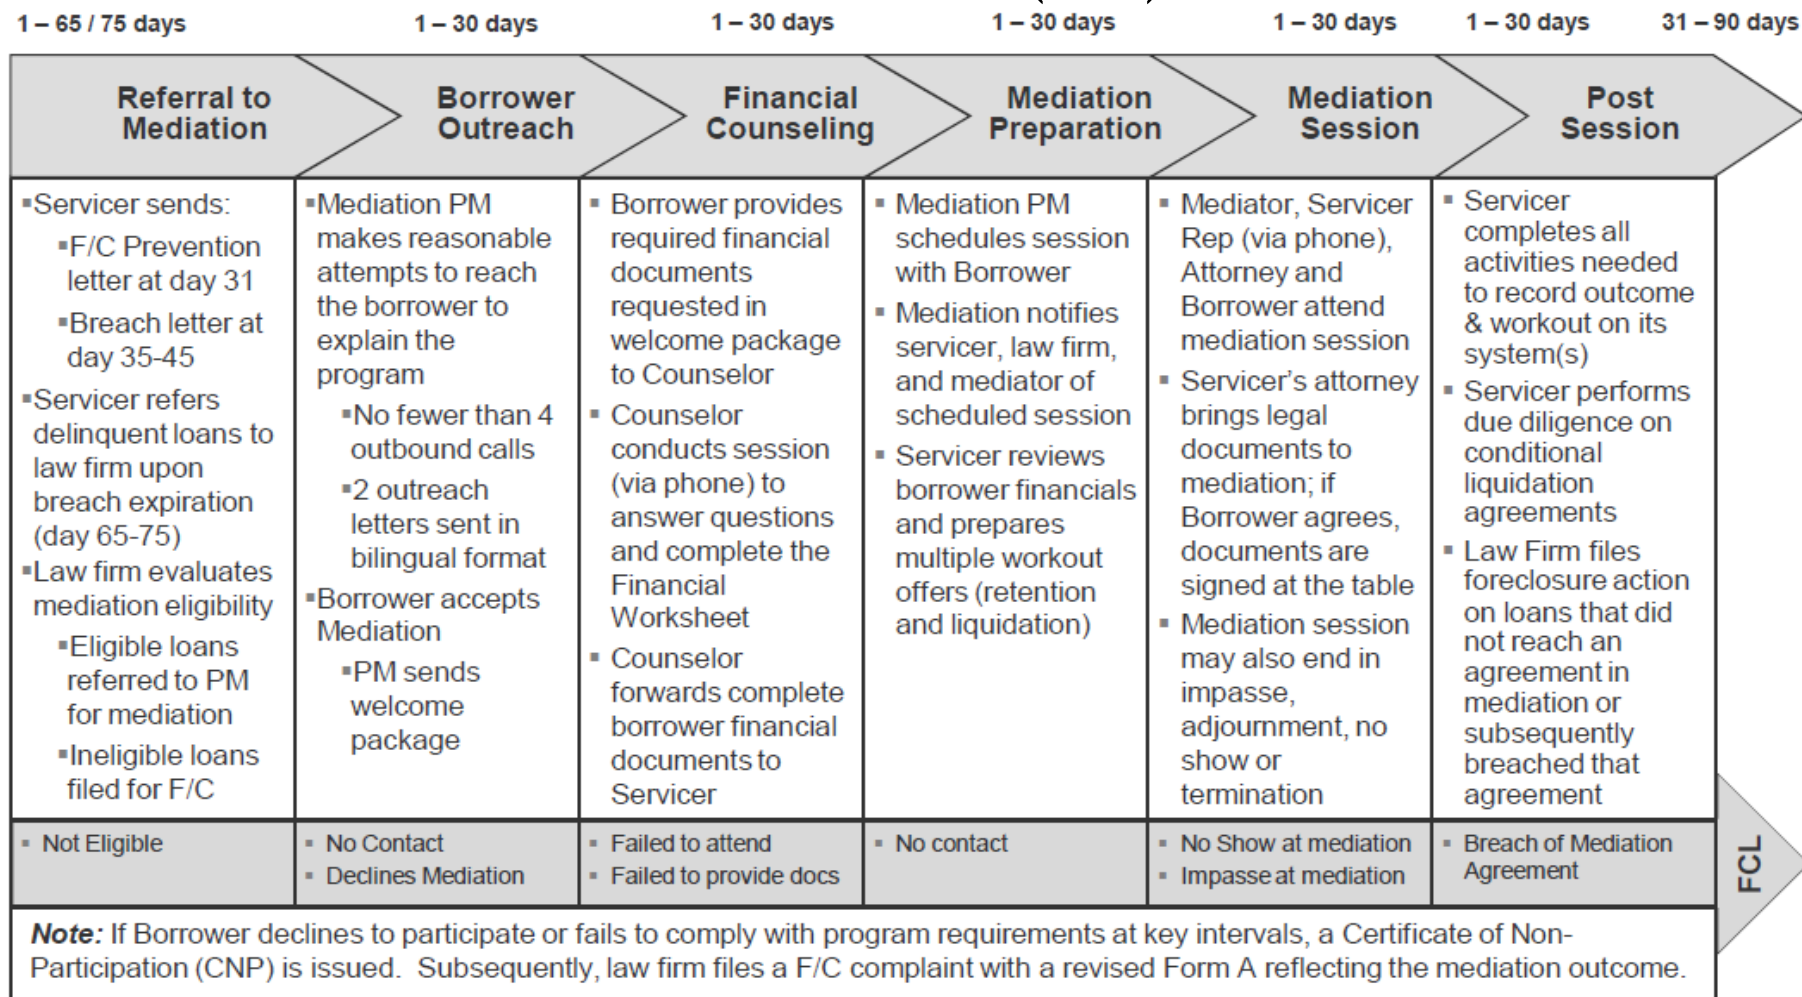 1 – 65 / 75 days
1 – 30 days
1 – 30 days
1 – 30 days
1 – 30 days
1 – 30 days
31 – 90 days
Referral to
Mediation
Borrower
Outreach
Financial
Counseling
Mediation
Preparation
Mediation
Session
Post
Session
▪Servicer sends:
▪F/C Prevention
letter at day 31
▪Breach letter at
day 35-45
▪Servicer refers
delinquent loans to
law firm upon
breach expiration
(day 65-75)
▪Law firm evaluates
mediation eligibility
▪Eligible loans
referred to PM
for mediation
▪Ineligible loans
filed for F/C
▪Mediation PM
makes reasonable
attempts to reach
the borrower to
explain the
program
▪No fewer than 4
outbound calls
▪2 outreach
letters sent in
bilingual format
▪Borrower accepts
Mediation
▪PM sends
welcome
package
▪ Borrower provides
required financial
documents
requested in
welcome package
to Counselor
▪ Counselor
conducts session
(via phone) to
answer questions
and complete the
Financial
Worksheet
▪ Counselor
forwards complete
borrower financial
documents to
Servicer
▪ Mediation PM
schedules session
with Borrower
▪ Mediation notifies
servicer, law firm,
and mediator of
scheduled session
▪ Servicer reviews
borrower financials
and prepares
multiple workout
offers (retention
and liquidation)
▪ Mediator, Servicer
Rep (via phone),
Attorney and
Borrower attend
mediation session
▪ Servicer's attorney
brings legal
documents to
mediation; if
Borrower agrees,
documents are
signed at the table
▪ Mediation session
may also end in
impasse,
adjournment, no
show or
termination
▪ Servicer
completes all
activities needed
to record outcome
& workout on its
system(s)
▪ Servicer performs
due diligence on
conditional
liquidation
agreements
▪ Law Firm files
foreclosure action
on loans that did
not reach an
agreement in
mediation or
subsequently
breached that
agreement
▪ Not Eligible
▪ No Contact
▪ Declines Mediation
▪ Failed to attend
▪ Failed to provide docs
▪ No contact
▪ No Show at mediation
▪ Impasse at mediation
▪ Breach of Mediation
Agreement
FCL
Note: If Borrower declines to participate or fails to comply with program requirements at key intervals, a Certificate of Non-
Participation (CNP) is issued.  Subsequently, law firm files a F/C complaint with a revised Form A reflecting the mediation outcome.